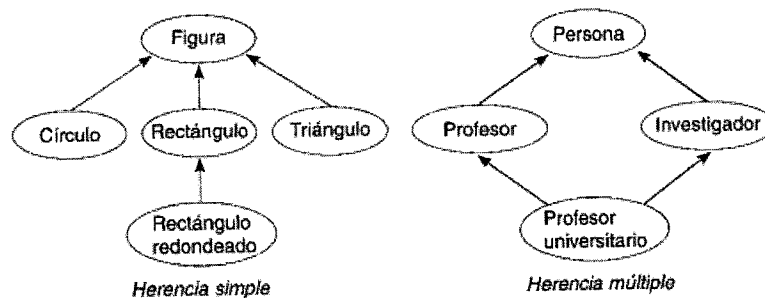 Figura
Círculo
Rectángulo
Triángulo
Rectángulo
redondeado
Herencia simple
Persona
Profesor
Investigador
Profesor
universitario
Herencia múltiple